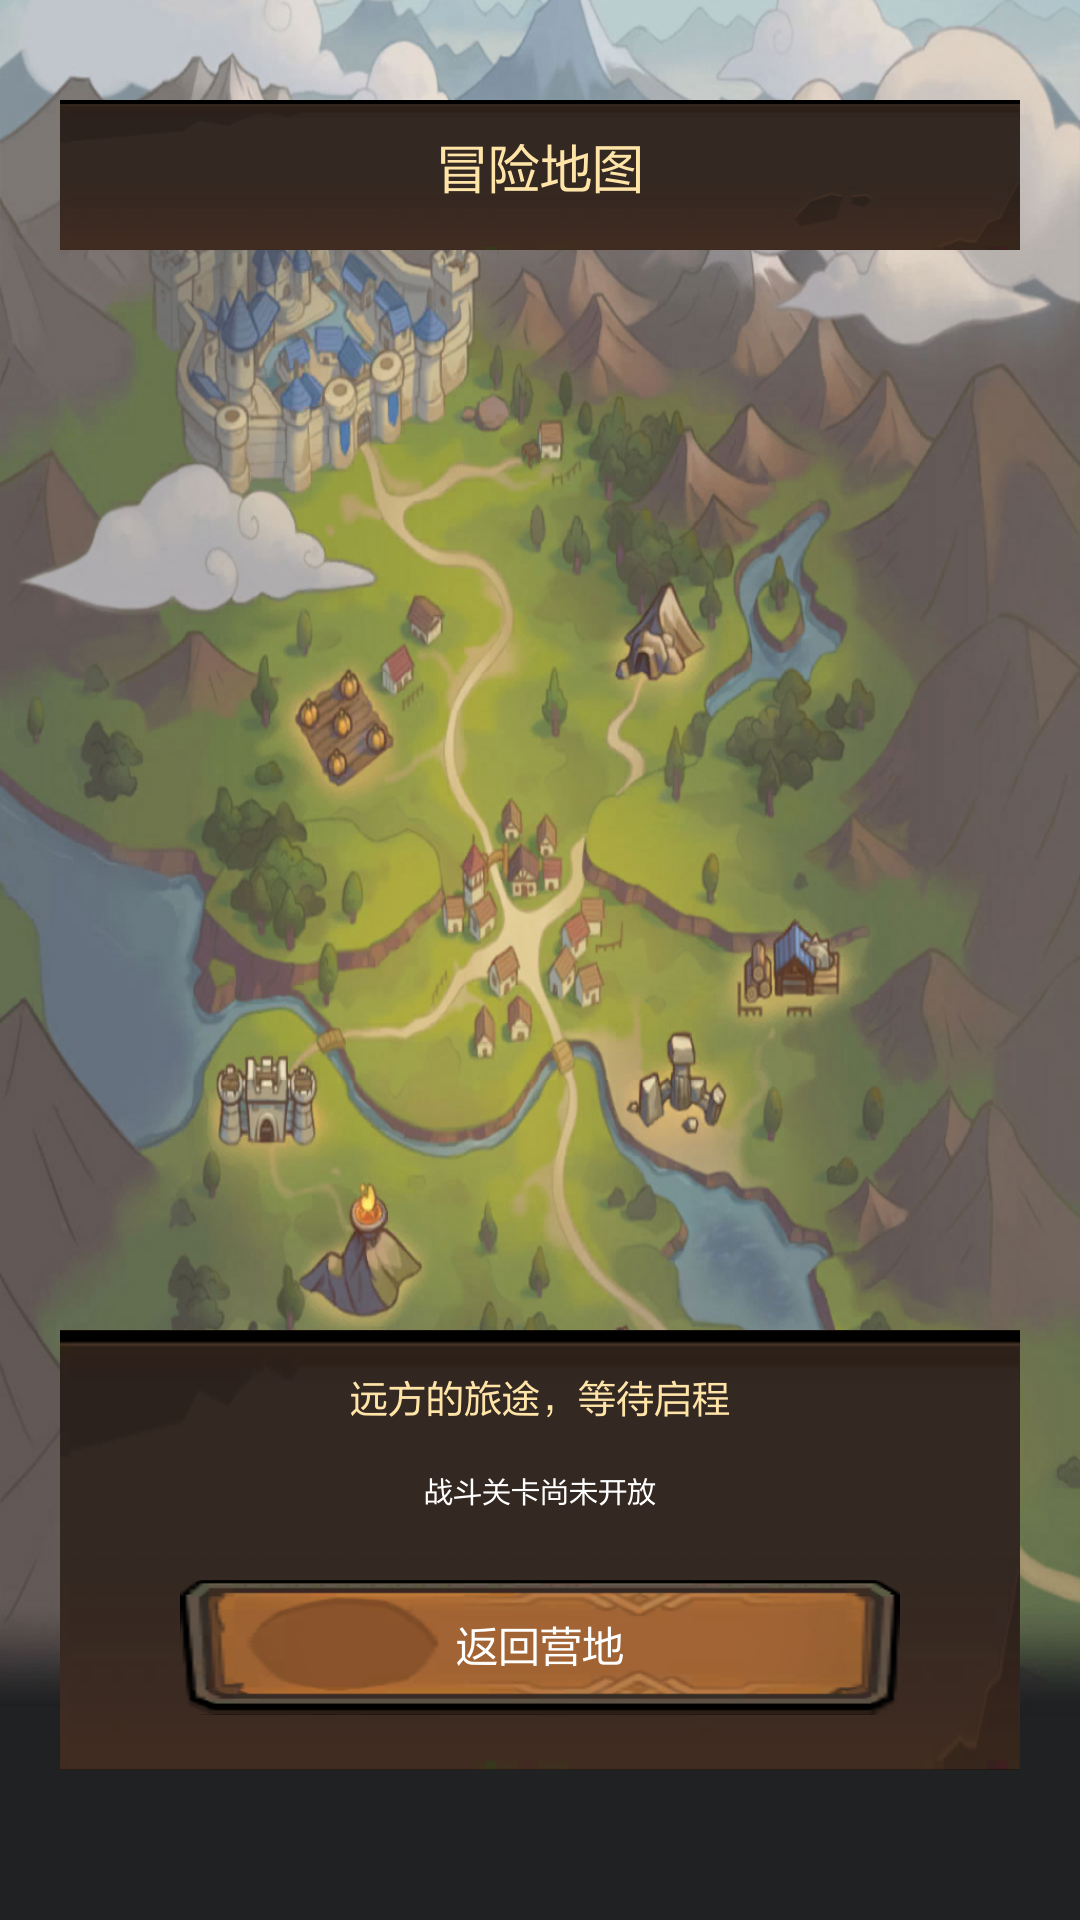 冒险地图
远方的旅途，等待启程
战斗关卡尚未开放
返回营地